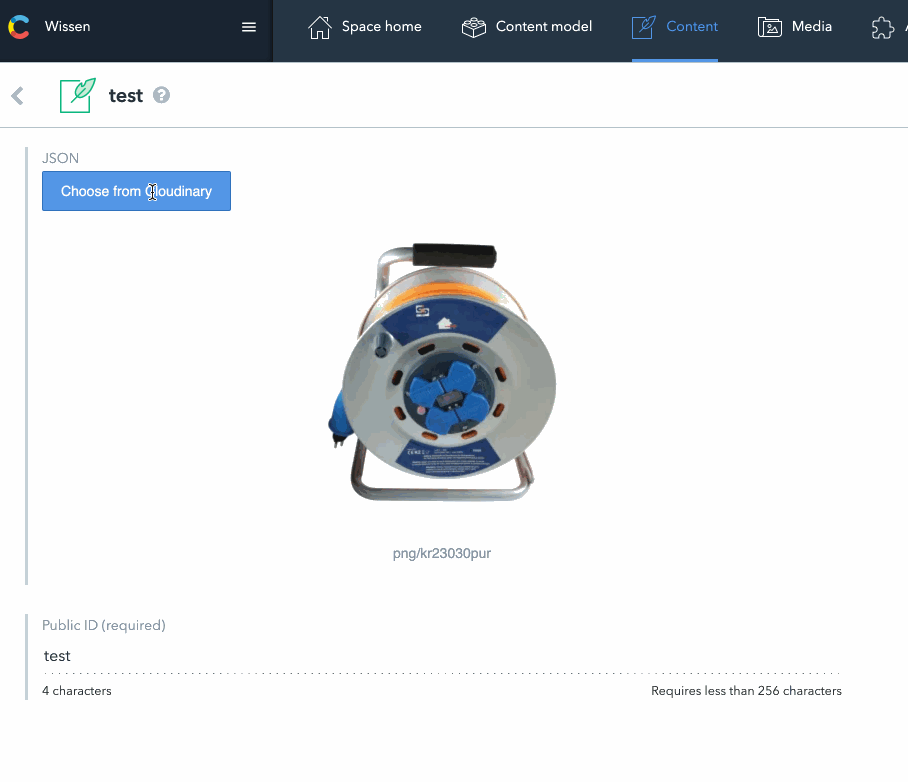 Wissen
Space home
Content model
Content
Media
test
?
JSON
Choose from Cloudinary
png/kr23030pur
Public ID (required)
test
4 characters
Requires less than 256 characters